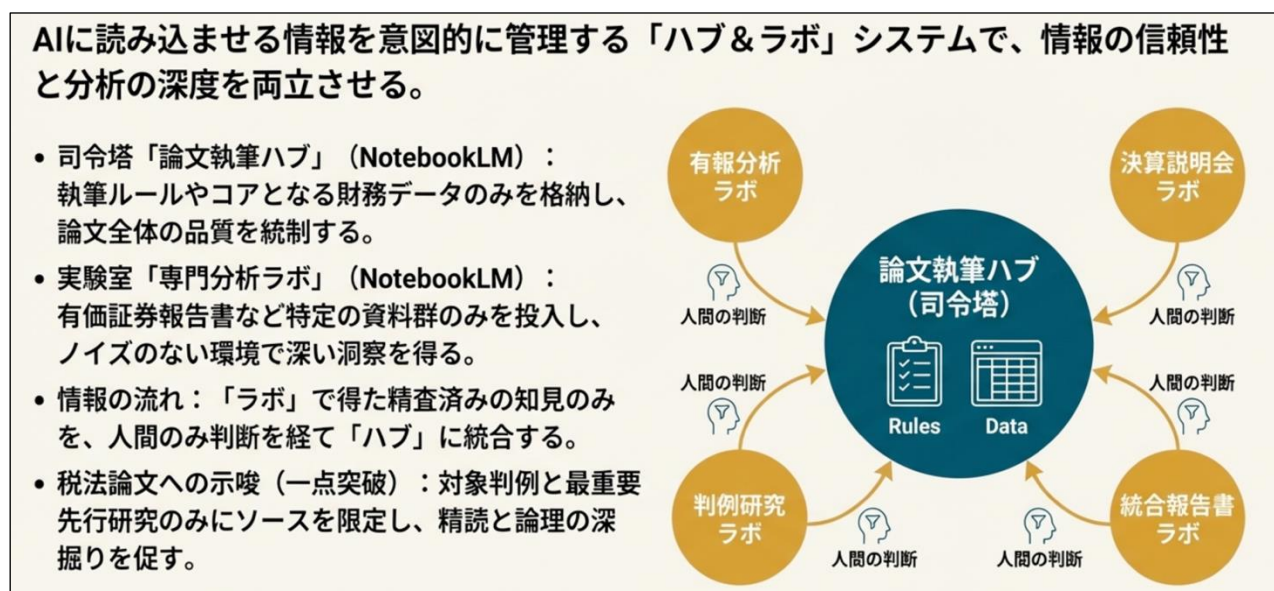 AIに読み込ませる情報を意図的に管理する「ハブ＆ラボ」システムで、情報の信頼性
と分析の深度を両立させる。
• 司令塔「論文執筆ハブ」（NotebookLM）：
執筆ルールやコアとなる財務データのみを格納し、
論文全体の品質を統制する。
• 実験室「専門分析ラボ」（NotebookLM）：
有価証券報告書など特定の資料群のみを投入し、
ノイズのない環境で深い洞察を得る。
• 情報の流れ：「ラボ」で得た精査済みの知見のみ
を、人間のみ判断を経て「ハブ」に統合する。
• 税法論文への示唆（一点突破）：対象判例と最重要
先行研究のみにソースを限定し、精読と論理の深
掘りを促す。
有報分析
ラボ
決算説明会
ラボ
人間の判断
人間の判断
論文執筆ハブ
（司令塔）
Rules
Data
人間の判断
人間の判断
判例研究
ラボ
統合報告書
ラボ
人間の判断
人間の判断